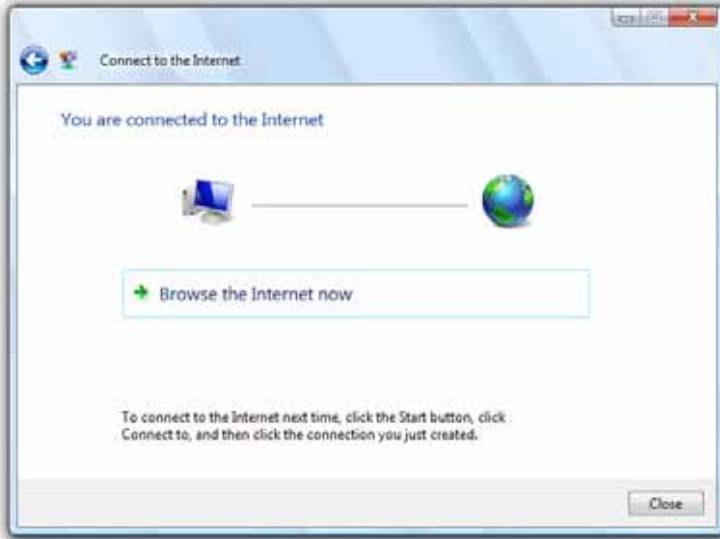 Connect to the Internet
You are connected to the Internet
Browse the Internet now
To connect to the Internet next time, click the Start button, click
Connect to, and then click the connection you just created.
Close